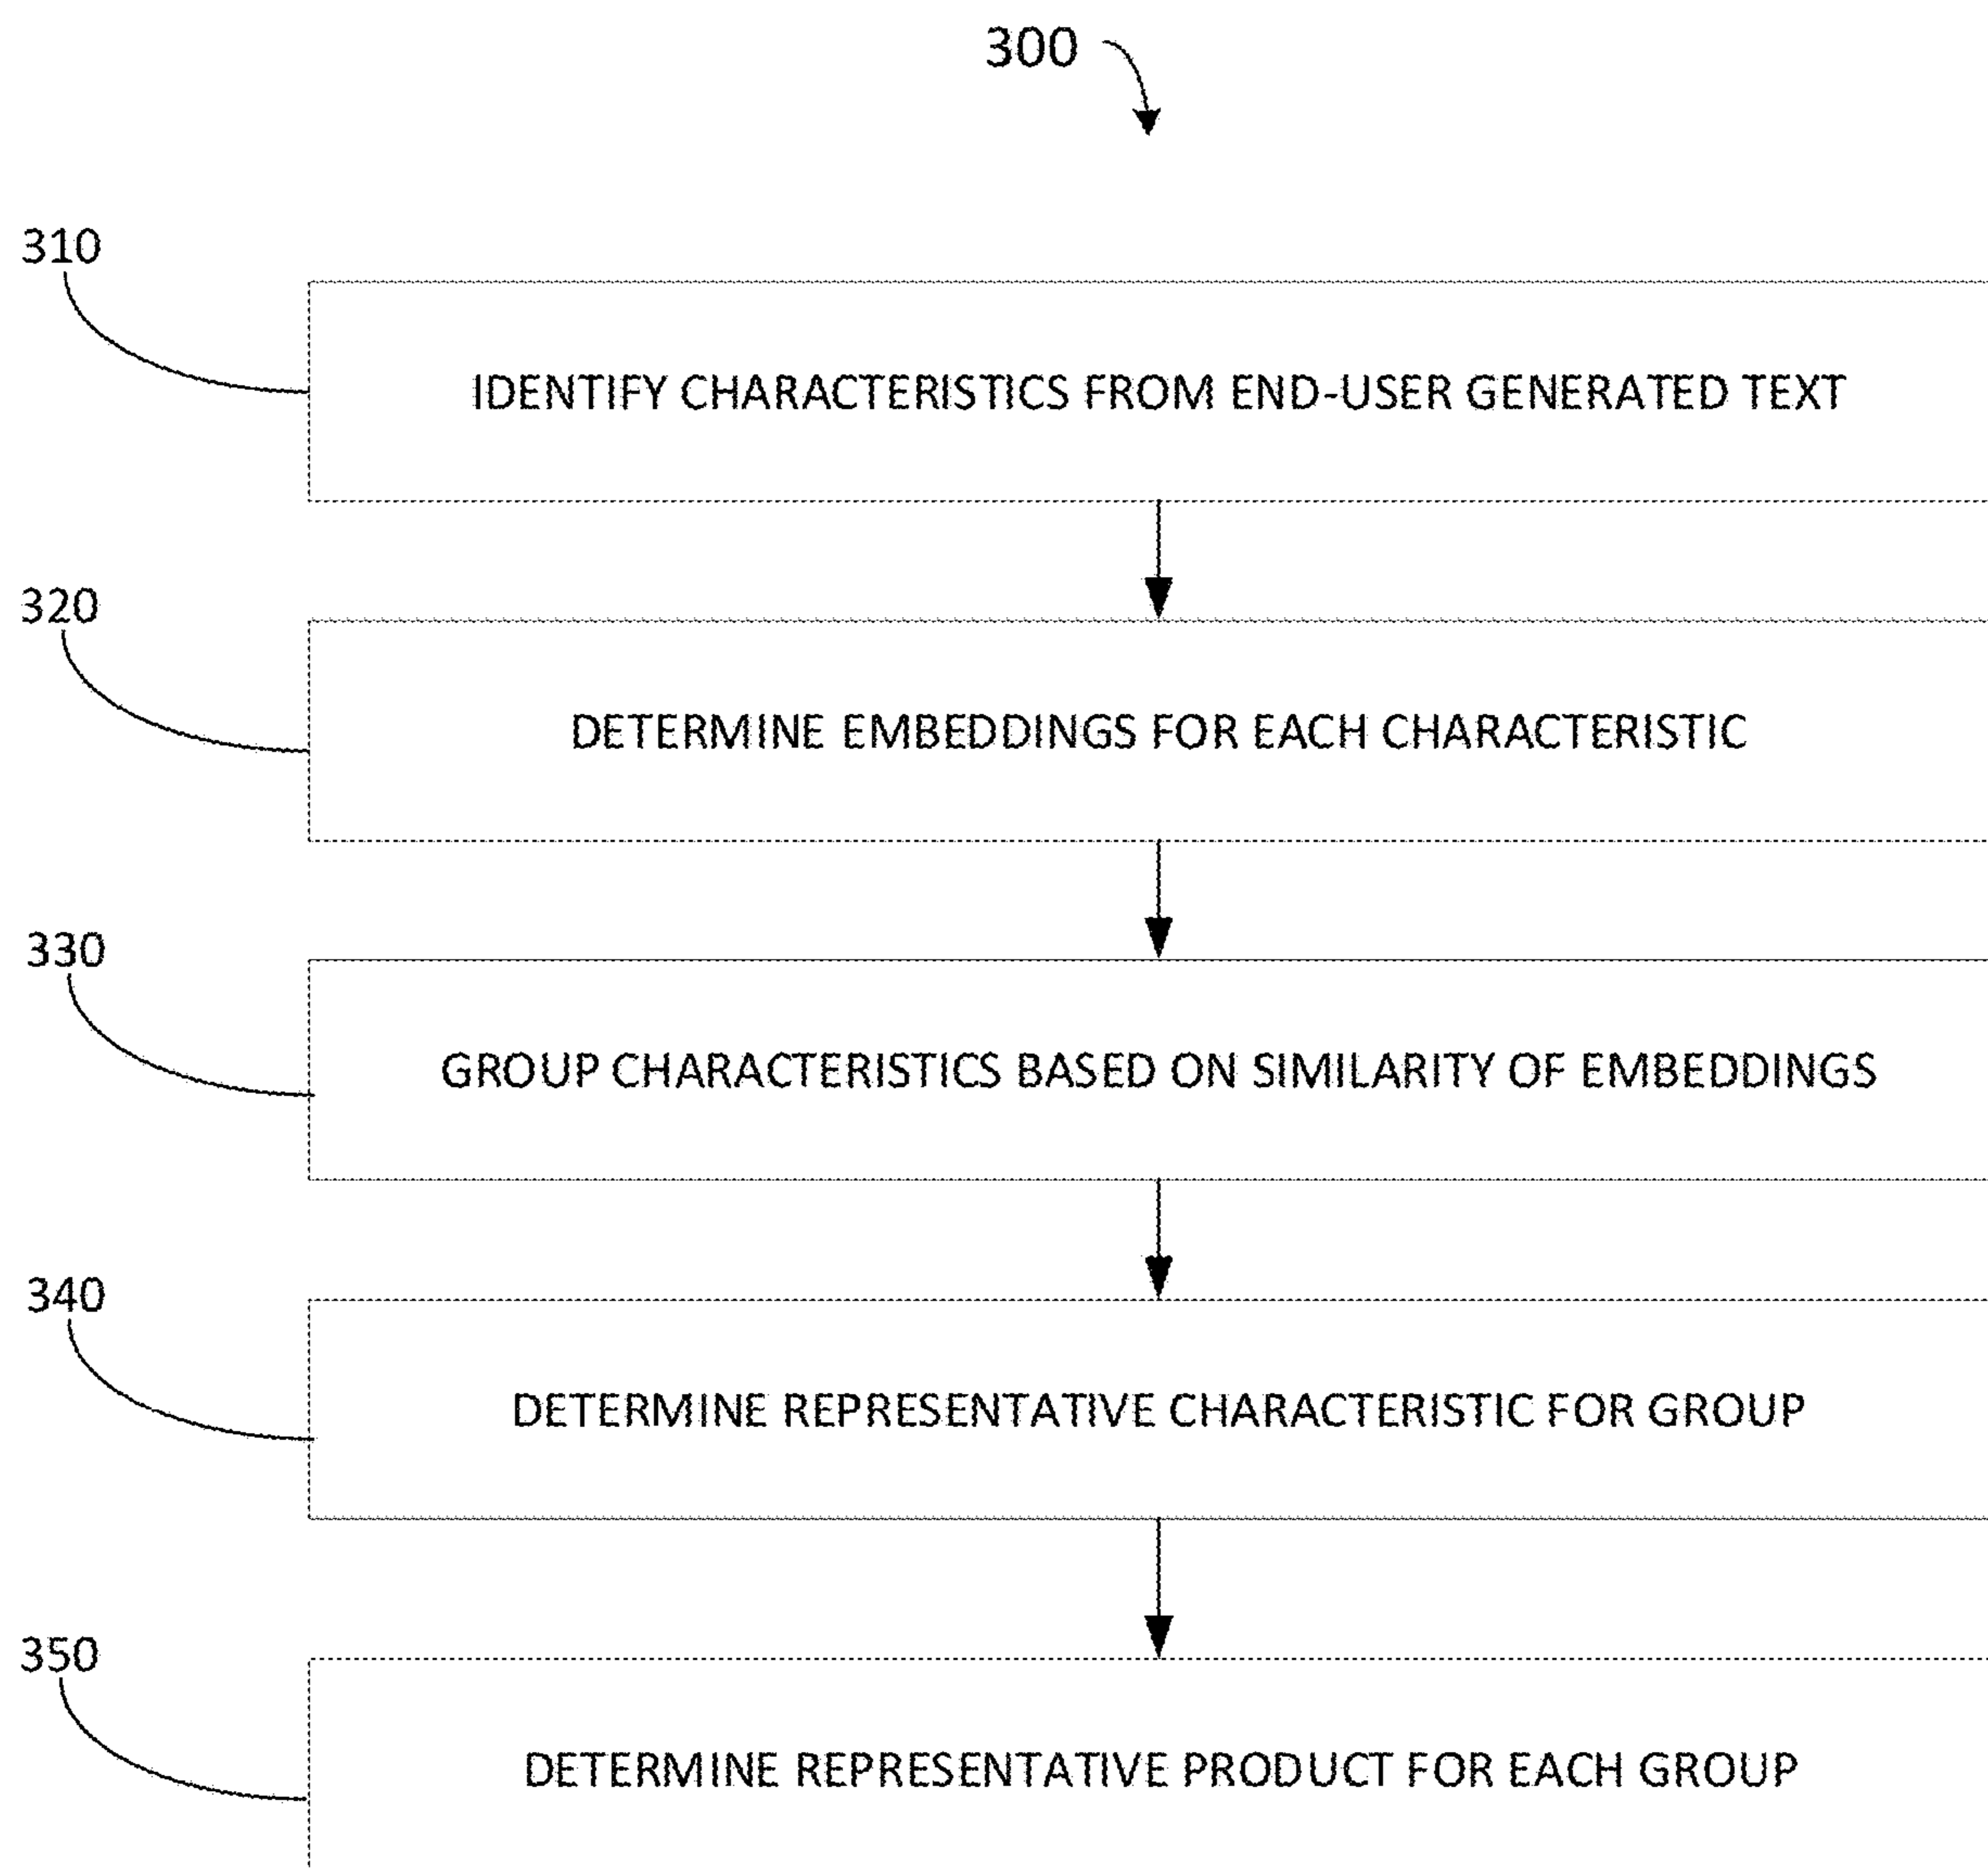 300
310
IDENTIFY CHARACTERISTICS FROM END-USER GENERATED TEXT
320
DETERMINE EMBEDDINGS FOR EACH CHARACTERISTIC
330
GROUP CHARACTERISTICS BASED ON SIMILARITY OF EMBEDDINGS
340
DETERMINE REPRESENTATIVE CHARACTERISTIC FOR GROUP
350
DETERMINE REPRESENTATIVE PRODUCT FOR EACH GROUP